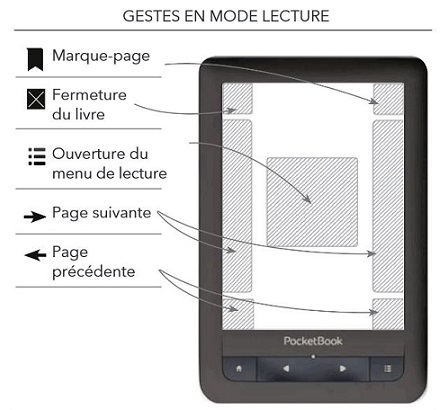 GESTES EN MODE LECTURE
Marque-page
Fermeture
du livre
Ouverture du
menu de lecture
Page suivante
Page
précédente
PocketBook